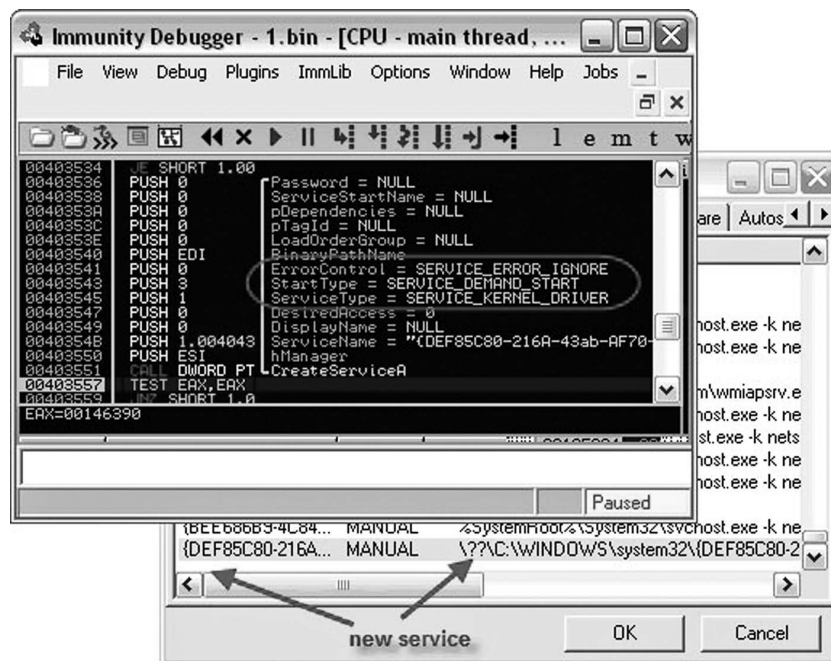 Immunity Debugger - 1.bin - [CPU - main thread, ...
File View Debug Plugins ImmLib Options Window Help Jobs
l e m t w
00403534 JE SHORT 1.00
00403536 PUSH 0 Password = NULL
00403538 PUSH 0 ServiceStartName = NULL
0040353A PUSH 0 pDependencies = NULL
0040353C PUSH 0 pTagId = NULL
0040353E PUSH 0 LoadOrderGroup = NULL
00403540 PUSH EDI BinaryPathName
00403541 PUSH 0 ErrorControl = SERVICE_ERROR_IGNORE
00403543 PUSH 3 StartType = SERVICE_DEMAND_START
00403545 PUSH 1 ServiceType = SERVICE_KERNEL_DRIVER
00403547 PUSH 0 DesiredAccess = 0
00403549 PUSH 0 DisplayName = NULL
0040354B PUSH 1.004043 ServiceName = "{DEF85C80-216A-43ab-AF70-
00403550 PUSH ESI hManager
00403551 CALL DWORD PT CreateServiceA
00403557 TEST EAX,EAX
00403559 JNZ SHORT 1.0
EAX=00146390
Paused
are Autos
host.exe -k ne
host.exe -k ne
m\wmiapsrv.e
host.exe -k ne
st.exe -k nets
host.exe -k ne
host.exe -k ne
{BEE686B9-4C84... MANUAL %SystemRoot%\System32\svchost.exe -k ne
{DEF85C80-216A... MANUAL \??\C:\WINDOWS\system32\{DEF85C80-2
new service
OK Cancel